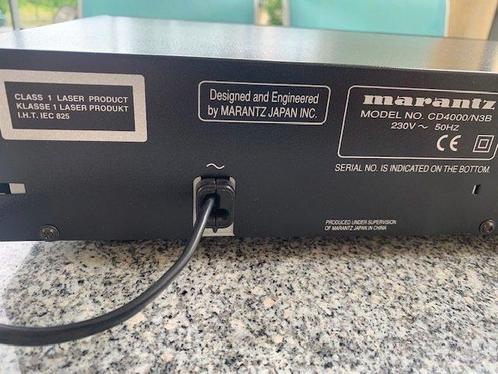 CLASS 1 LASER PRODUCT
KLASSE 1 LASER PRODUKT
I.H.T. IEC 825
Designed and Engineered
by MARANTZ JAPAN INC.
marantz
MODEL NO. CD4000/N3B
230V ~ 50HZ
CE
SERIAL NO. IS INDICATED ON THE BOTTOM.
~
PRODUCED UNDER SUPERVISION
OF MARANTZ JAPAN IN CHINA